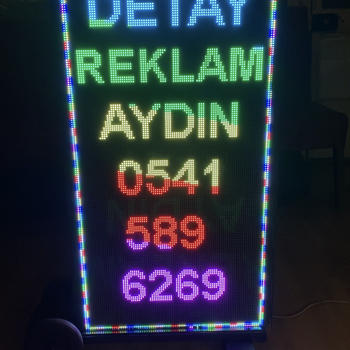 DETAY
REKLAM
AYDIN
0541
589
6269